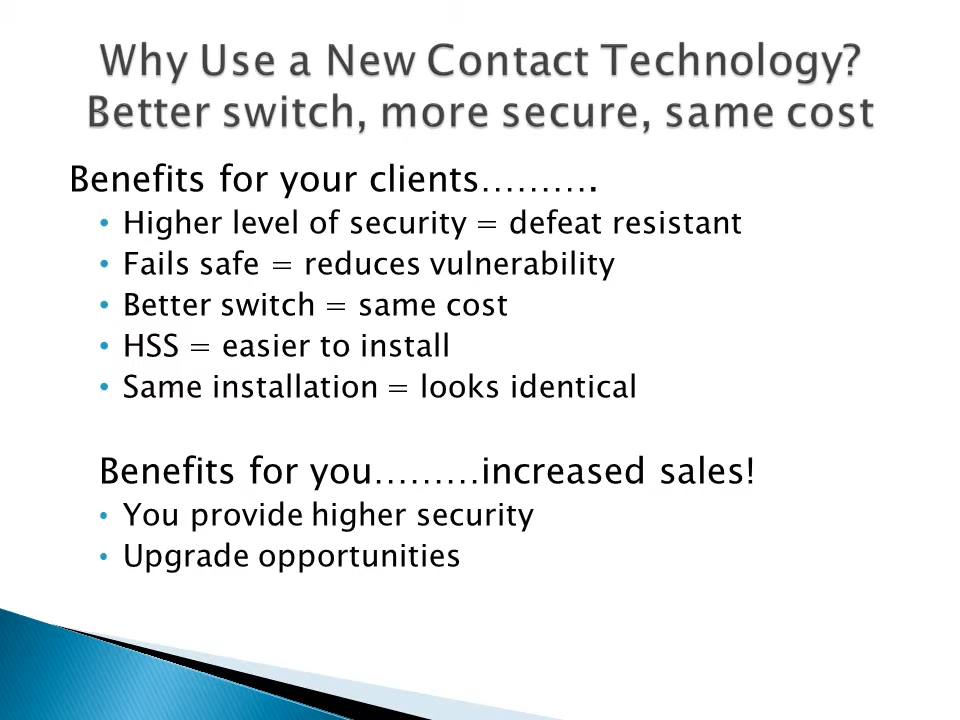 Why Use a New Contact Technology?
Better switch, more secure, same cost
Benefits for your clients……….
• Higher level of security = defeat resistant
• Fails safe = reduces vulnerability
• Better switch = same cost
• HSS = easier to install
• Same installation = looks identical
Benefits for you………increased sales!
• You provide higher security
• Upgrade opportunities